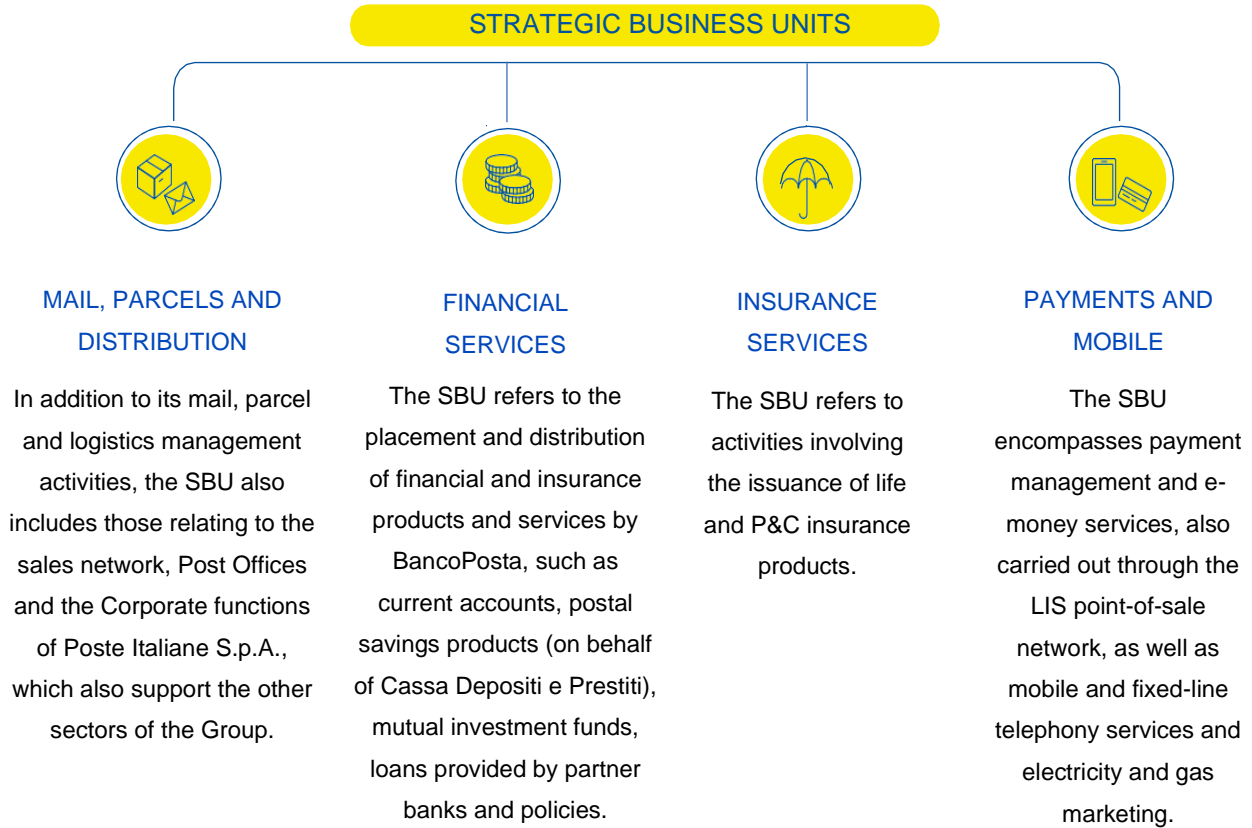 STRATEGIC BUSINESS UNITS
MAIL, PARCELS AND
DISTRIBUTION
In addition to its mail, parcel
and logistics management
activities, the SBU also
includes those relating to the
sales network, Post Offices
and the Corporate functions
of Poste Italiane S.p.A.,
which also support the other
sectors of the Group.
FINANCIAL
SERVICES
The SBU refers to the
placement and distribution
of financial and insurance
products and services by
BancoPosta, such as
current accounts, postal
savings products (on behalf
of Cassa Depositi e Prestiti),
mutual investment funds,
loans provided by partner
banks and policies.
INSURANCE
SERVICES
The SBU refers to
activities involving
the issuance of life
and P&C insurance
products.
PAYMENTS AND
MOBILE
The SBU
encompasses payment
management and e-
money services, also
carried out through the
LIS point-of-sale
network, as well as
mobile and fixed-line
telephony services and
electricity and gas
marketing.